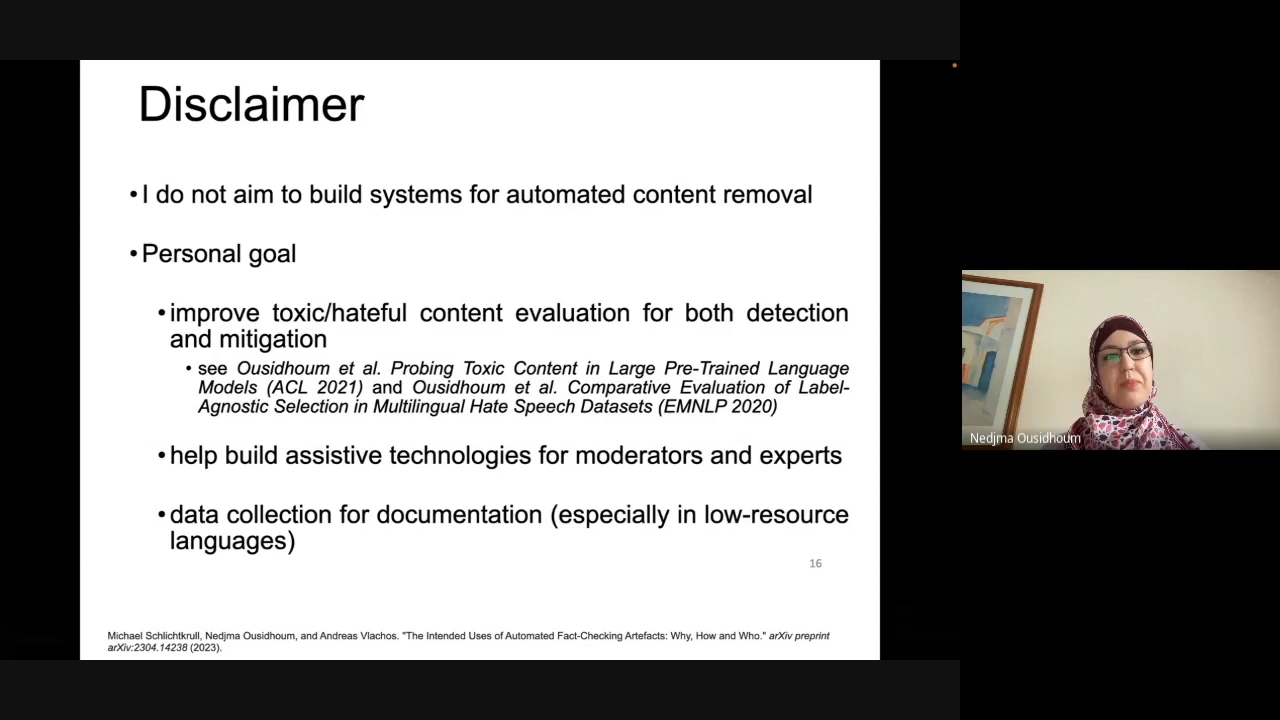 Disclaimer
•I do not aim to build systems for automated content removal
•Personal goal
•improve toxic/hateful content evaluation for both detection
and mitigation
•see Ousidhoum et al. Probing Toxic Content in Large Pre-Trained Language
Models (ACL 2021) and Ousidhoum et al. Comparative Evaluation of Label-
Agnostic Selection in Multilingual Hate Speech Datasets (EMNLP 2020)
•help build assistive technologies for moderators and experts
•data collection for documentation (especially in low-resource
languages)
16
Michael Schlichtkrull, Nedjma Ousidhoum, and Andreas Vlachos. "The Intended Uses of Automated Fact-Checking Artefacts: Why, How and Who." arXiv preprint
arXiv:2304.14238 (2023).
Nedjma Ousidhoum